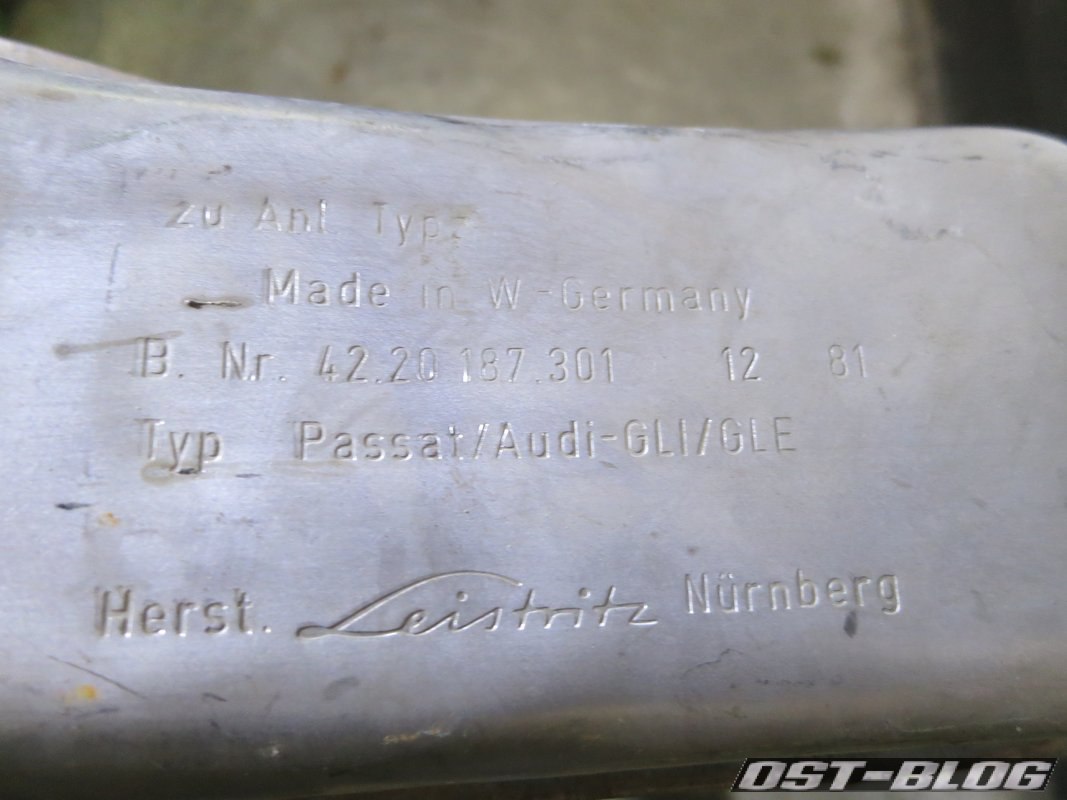 zu Anl Typ:
Made in W-Germany
B. Nr. 42.20 187.301 12 81
Typ Passat/Audi-GLI/GLE
Herst. Leistritz Nürnberg
OST-BLOG